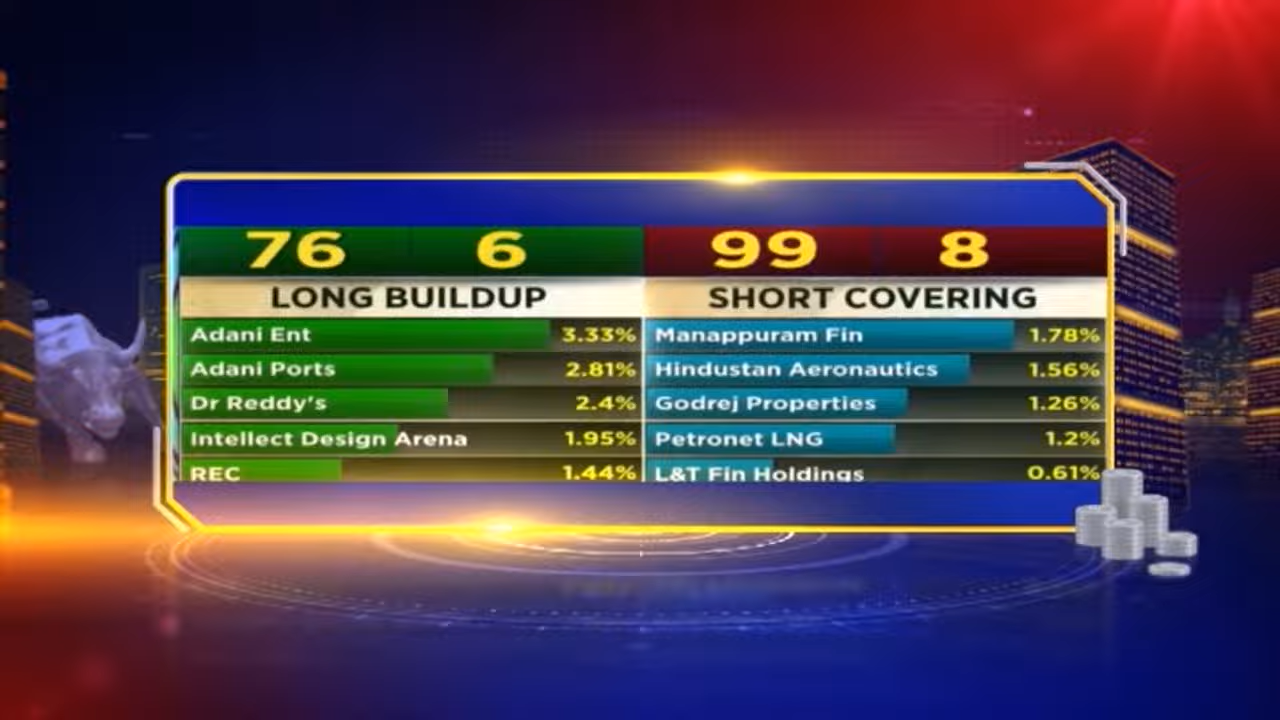 76 6 99 8
LONG BUILDUP SHORT COVERING
Adani Ent 3.33% Manappuram Fin 1.78%
Adani Ports 2.81% Hindustan Aeronautics 1.56%
Dr Reddy's 2.4% Godrej Properties 1.26%
Intellect Design Arena 1.95% Petronet LNG 1.2%
REC 1.44% L&T Fin Holdings 0.61%